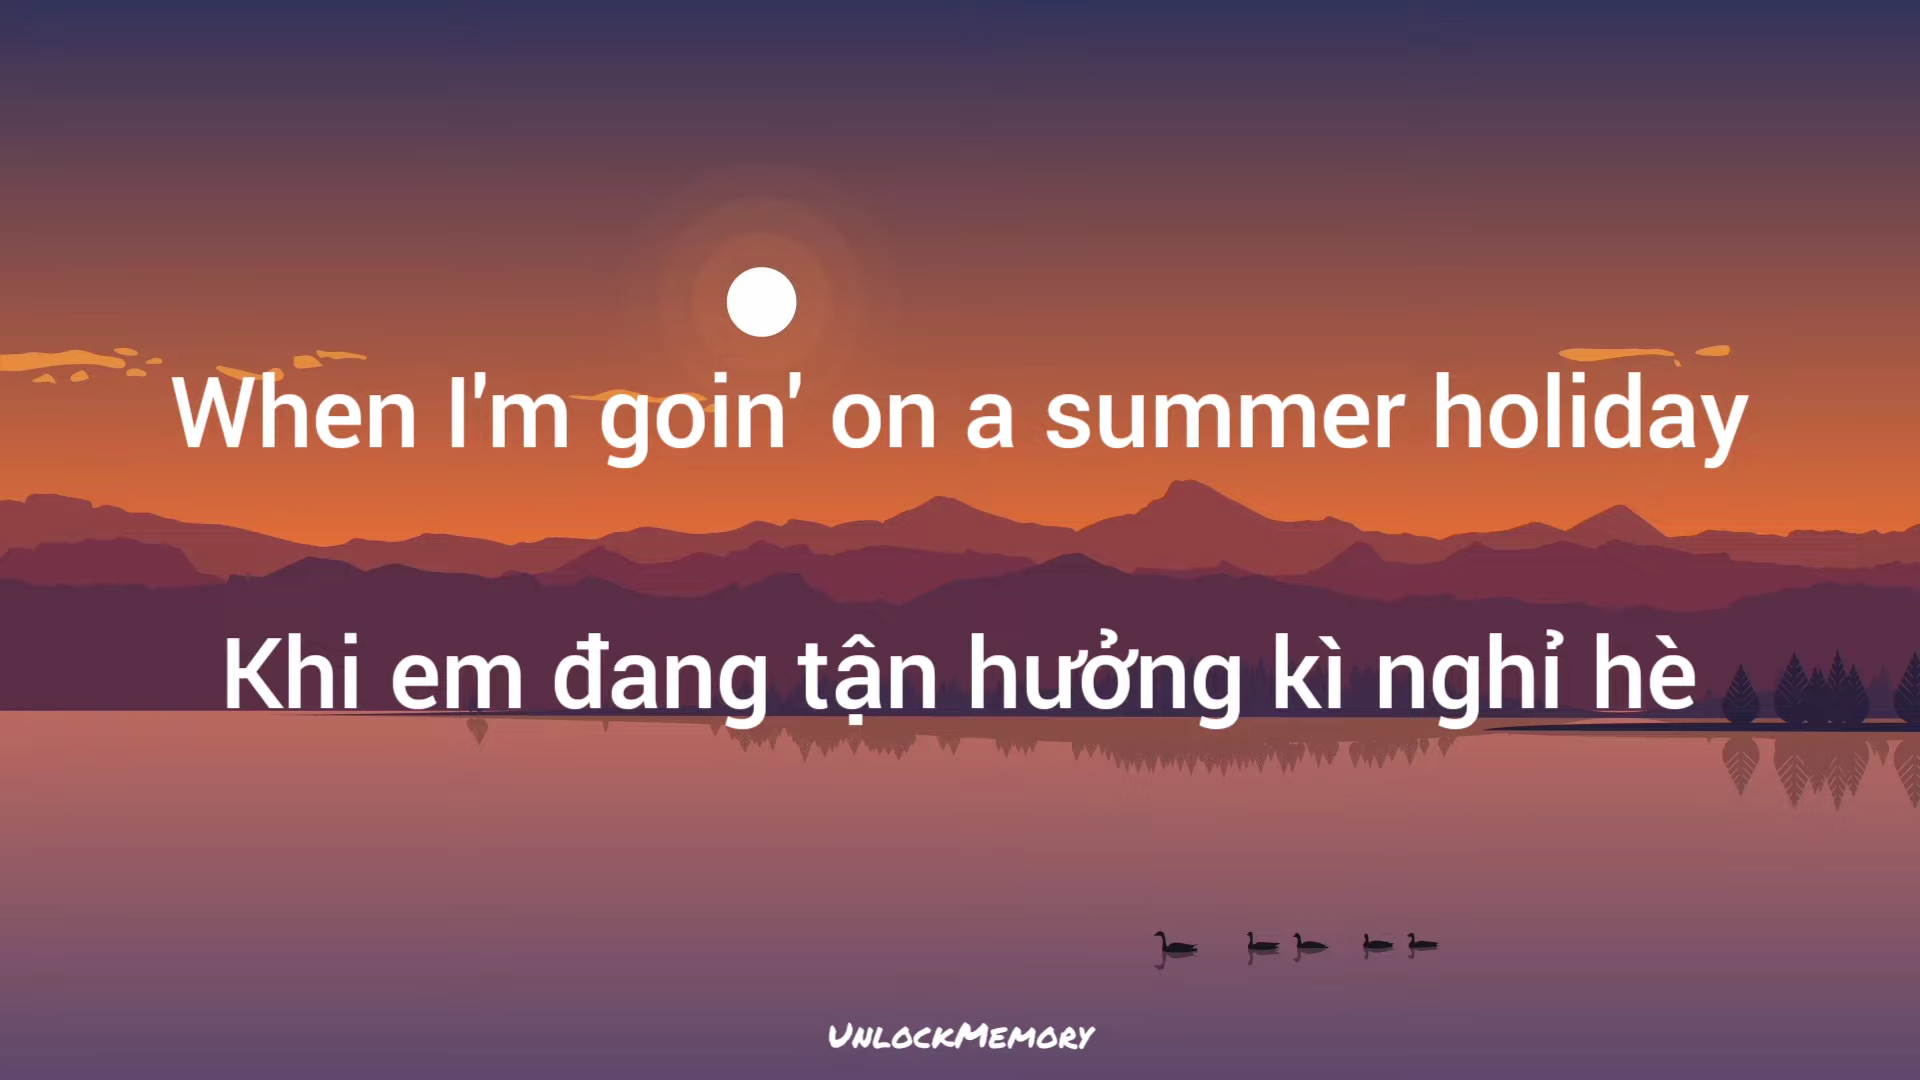 When I'm goin' on a summer holiday
Khi em đang tận hưởng kì nghỉ hè
UNLOCKMEMORY